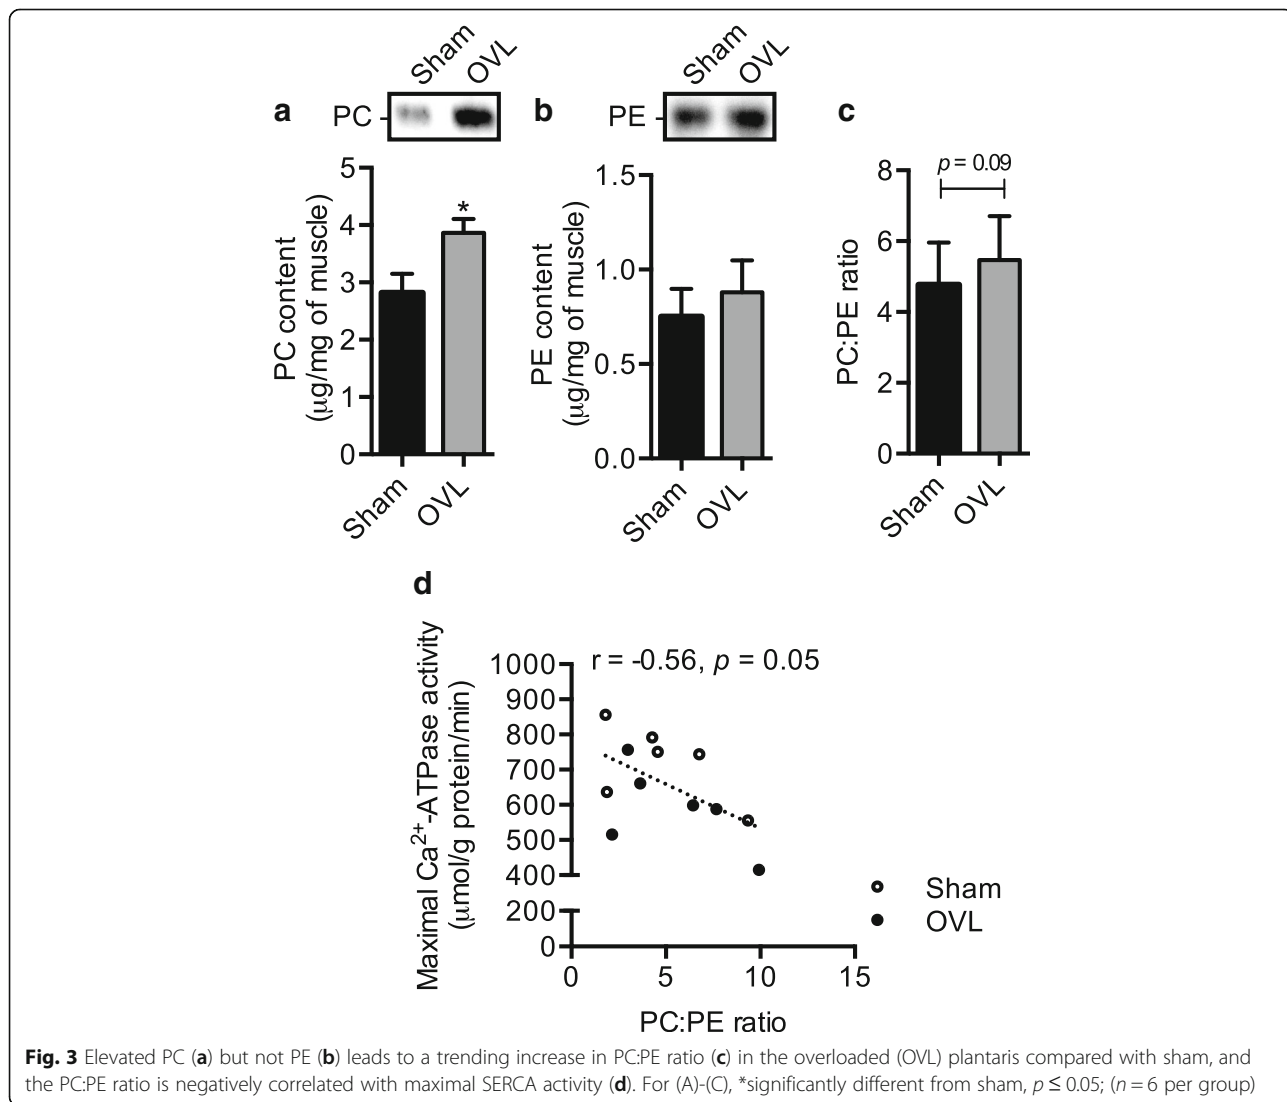 Sham OVL
a PC
5
4
3
2
1
0
PC content
(µg/mg of muscle)
*
Sham OVL
Sham OVL
b PE
1.5
1.0
0.5
0.0
PE content
(µg/mg of muscle)
Sham OVL
c
p = 0.09
8
6
4
2
0
PC:PE ratio
Sham OVL
d
r = -0.56, p = 0.05
1000
900
800
700
600
500
400
200
0
Maximal Ca²⁺-ATPase activity
(µmol/g protein/min)
0 5 10 15
PC:PE ratio
Sham
OVL
Fig. 3 Elevated PC (a) but not PE (b) leads to a trending increase in PC:PE ratio (c) in the overloaded (OVL) plantaris compared with sham, and
the PC:PE ratio is negatively correlated with maximal SERCA activity (d). For (A)-(C), *significantly different from sham, p ≤ 0.05; (n = 6 per group)